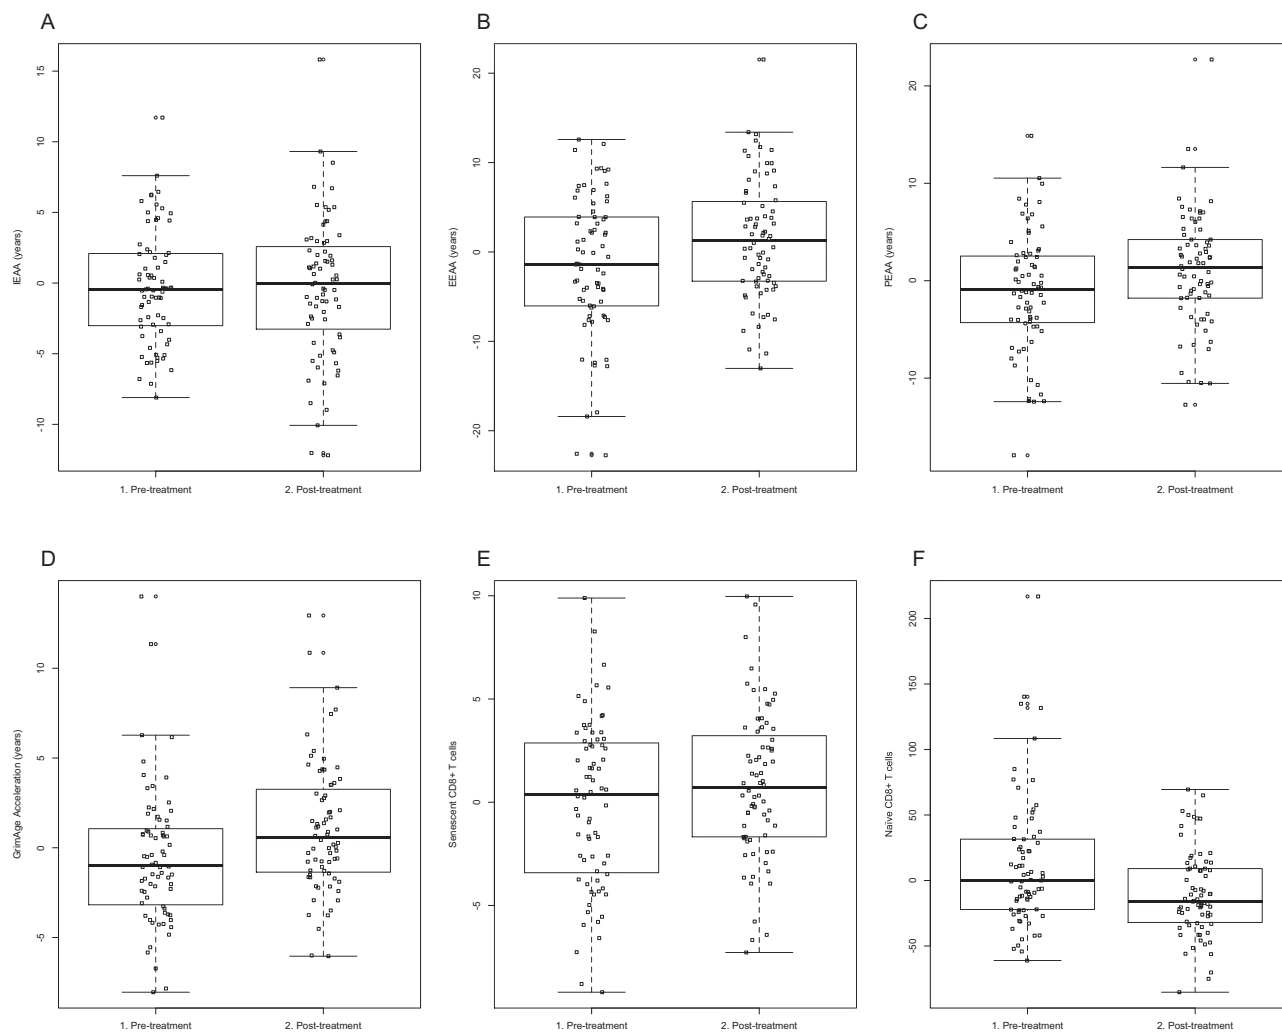 A
B
C
IEAA (years)
15
10
5
0
-5
-10
1. Pre-treatment
2. Post-treatment
EEAA (years)
20
10
0
-10
-20
1. Pre-treatment
2. Post-treatment
PEAA (years)
20
10
0
-10
1. Pre-treatment
2. Post-treatment
D
E
F
GrimAge Acceleration (years)
10
5
0
-5
1. Pre-treatment
2. Post-treatment
Senescent CD8+ T cells
10
5
0
-5
1. Pre-treatment
2. Post-treatment
Naïve CD8+ T cells
200
150
100
50
0
-50
1. Pre-treatment
2. Post-treatment